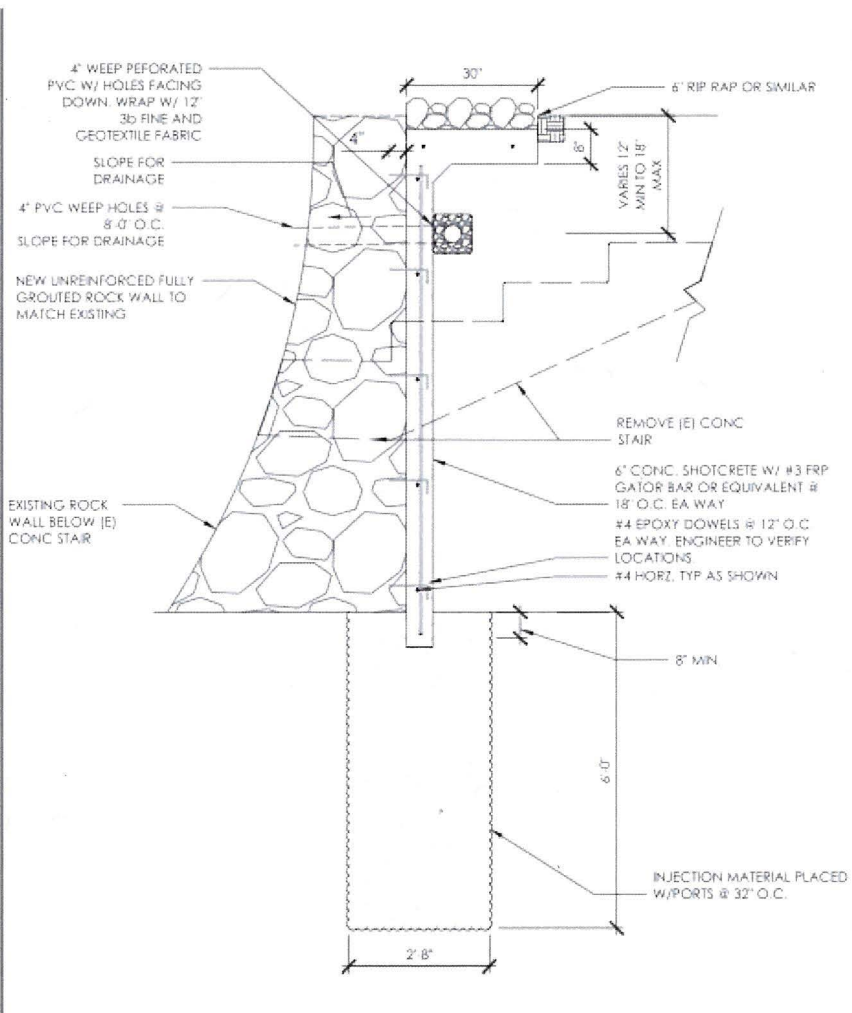 4" WEEP PEFORATED
PVC W/ HOLES FACING
DOWN. WRAP W/ 12"
3b FINE AND
GEOTEXTILE FABRIC
SLOPE FOR
DRAINAGE
4" PVC WEEP HOLES @
8'-0" O.C.
SLOPE FOR DRAINAGE
NEW UNREINFORCED FULLY
GROUTED ROCK WALL TO
MATCH EXISTING
EXISTING ROCK
WALL BELOW (E)
CONC STAIR
30"
4"
6" RIP RAP OR SIMILAR
8"
VARIES 12"
MIN TO 18"
MAX
REMOVE (E) CONC
STAIR
6" CONC. SHOTCRETE W/ #3 FRP
GATOR BAR OR EQUIVALENT @
18" O.C. EA WAY
#4 EPOXY DOWELS @ 12" O.C
EA WAY. ENGINEER TO VERIFY
LOCATIONS
#4 HORZ, TYP AS SHOWN
8" MIN
6'-0"
INJECTION MATERIAL PLACED
W/PORTS @ 32" O.C.
2'-8"